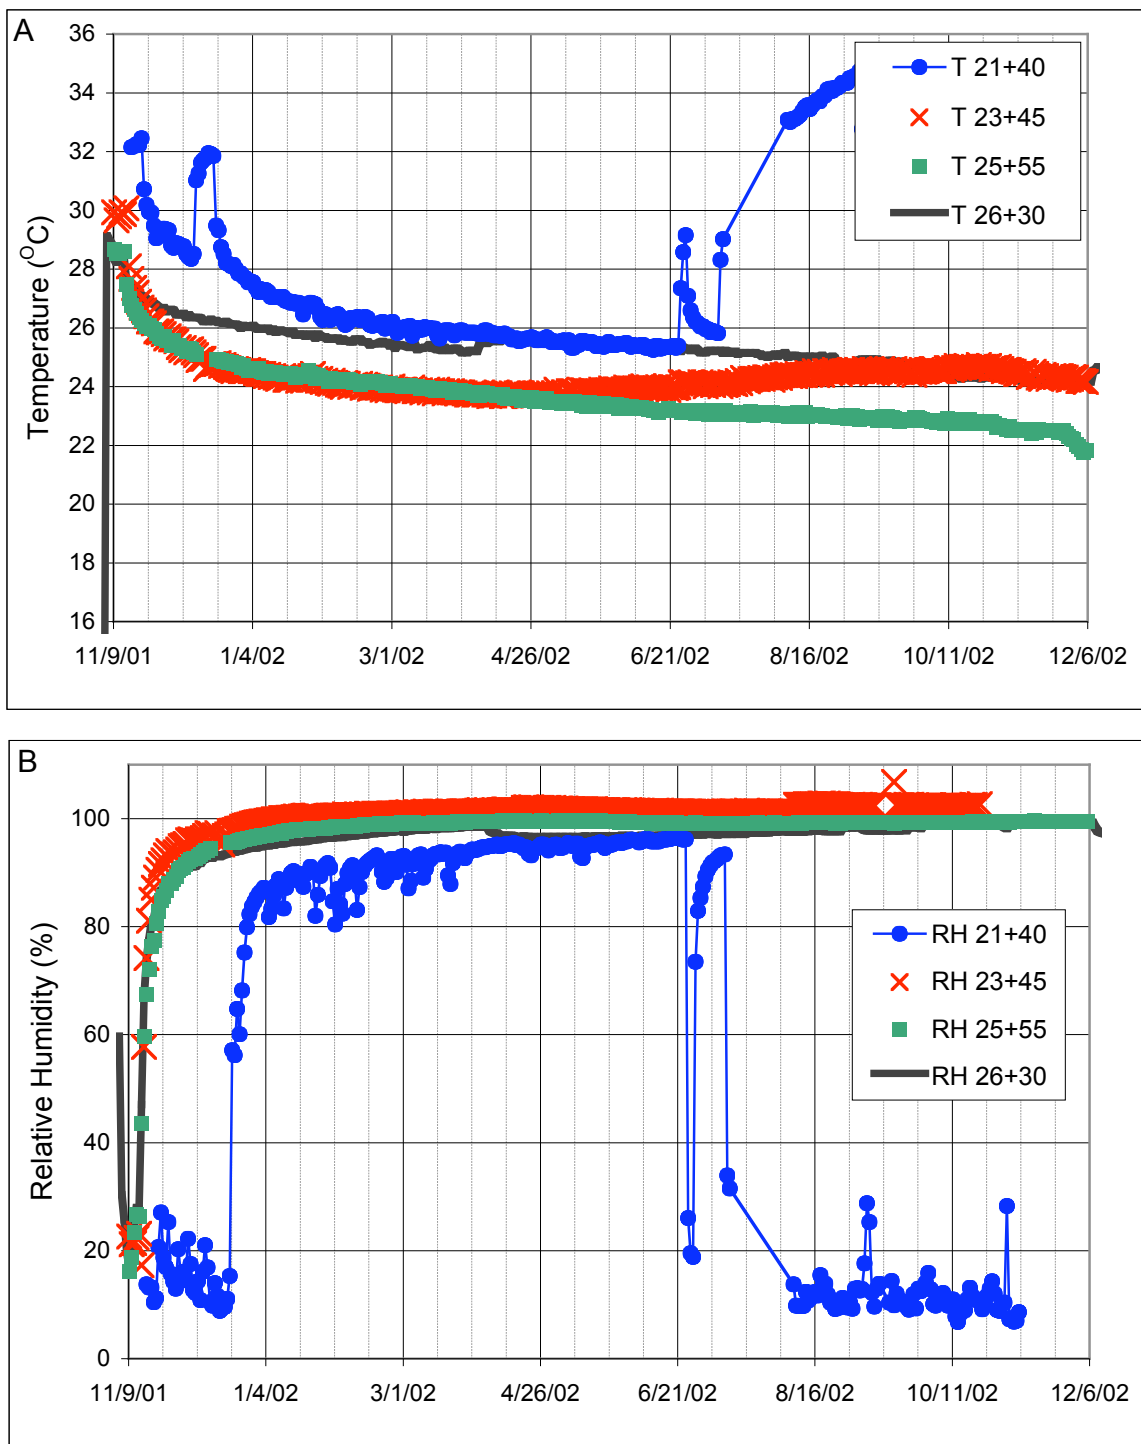 A
36
34
32
30
28
26
24
22
20
18
16
Temperature (OC)
T 21+40
T 23+45
T 25+55
T 26+30
11/9/01 1/4/02 3/1/02 4/26/02 6/21/02 8/16/02 10/11/02 12/6/02
B
100
80
60
40
20
0
Relative Humidity (%)
RH 21+40
RH 23+45
RH 25+55
RH 26+30
11/9/01 1/4/02 3/1/02 4/26/02 6/21/02 8/16/02 10/11/02 12/6/02